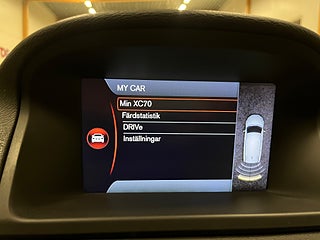 MY CAR
Min XC70
Färdstatistik
DRIVe
Inställningar